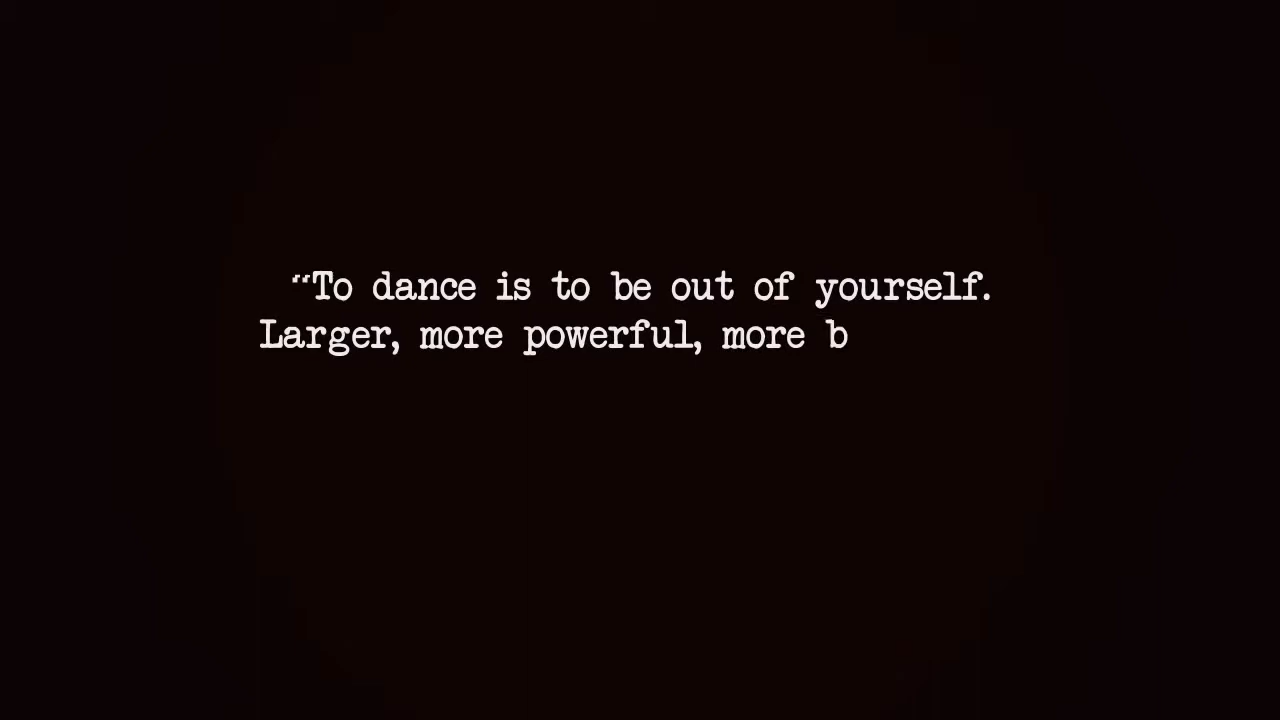 “To dance is to be out of yourself.
Larger, more powerful, more b